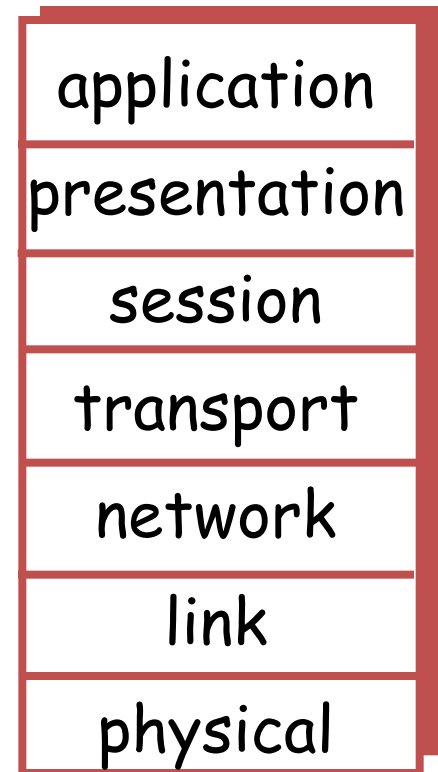 application
presentation
session
transport
network
link
physical